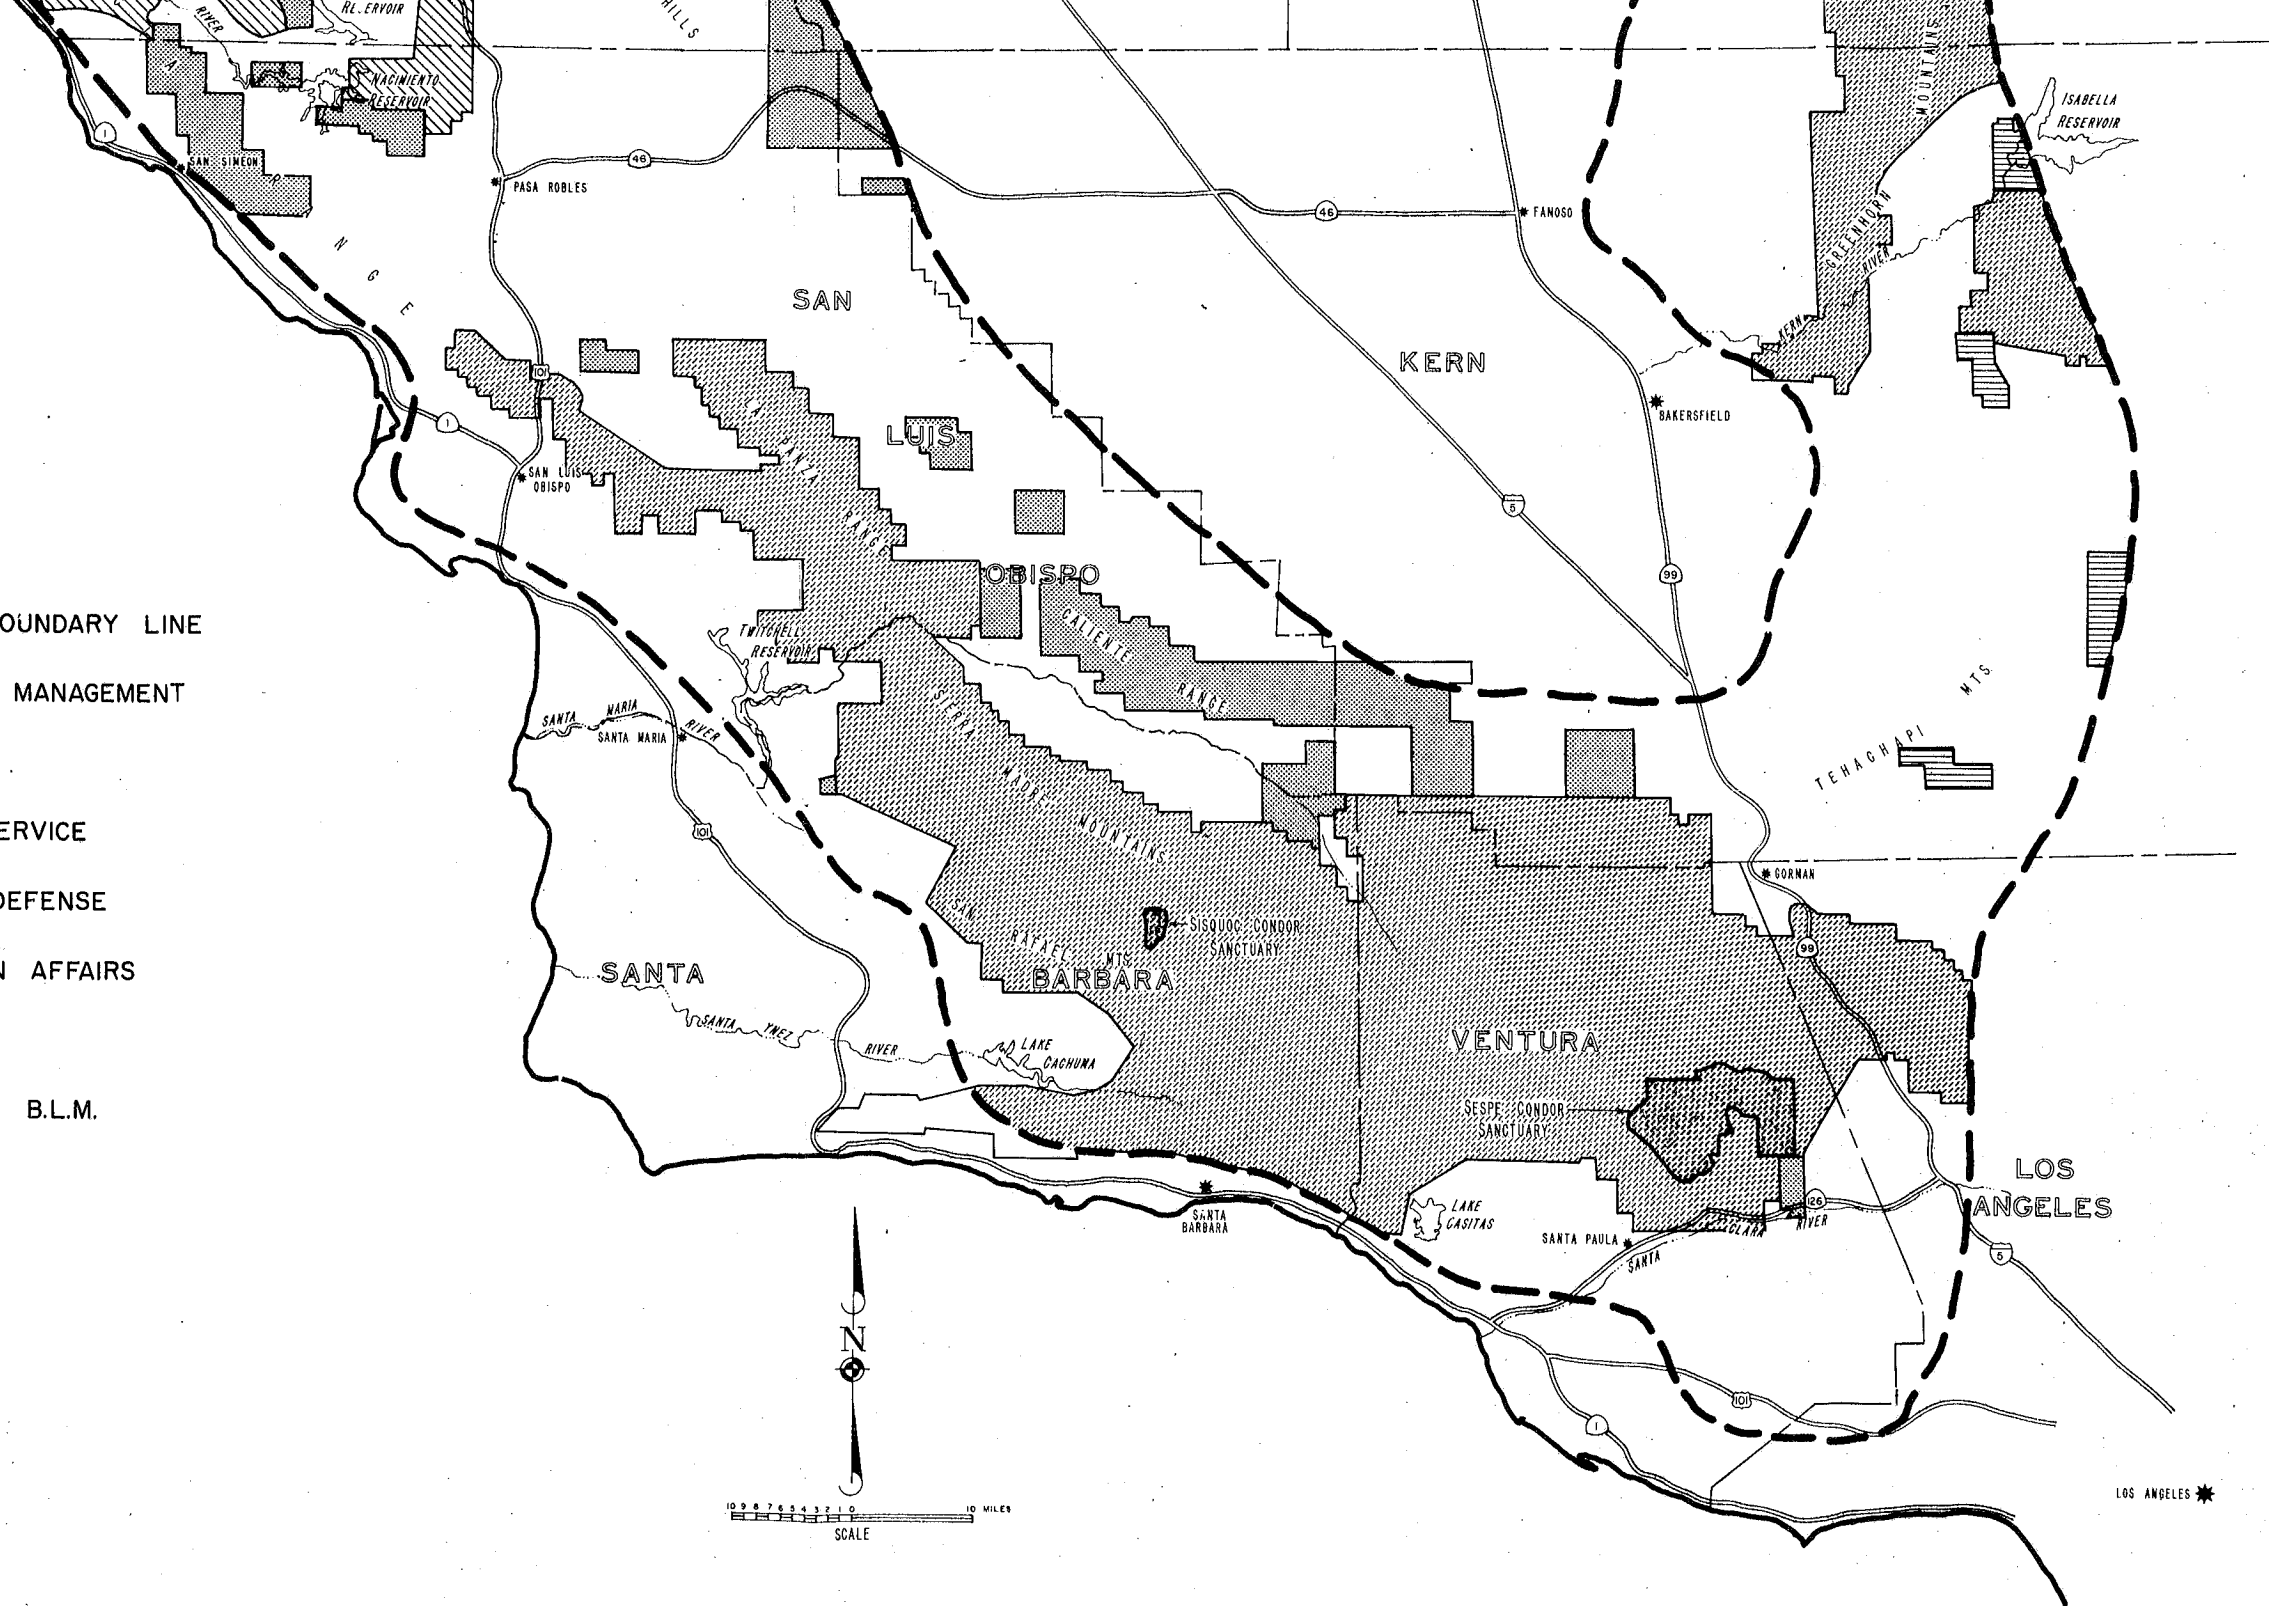 RIVER
RE.ERVOIR
HILLS
MOUNTAINS
A
NACIMIENTO
RESERVOIR
ISABELLA
RESERVOIR
1
SAN SIMEON
R
46
PASA ROBLES
46
FANOSO
GREENHORN
RIVER
KERN
N
G
E
SAN
KERN
101
1
LA PANZA RANGE
LUIS
BAKERSFIELD
SAN LUIS
OBISPO
5
99
OBISPO
OUNDARY LINE
TWITCHELL
RESERVOIR
CALIENTE
RANGE
MANAGEMENT
SANTA MARIA RIVER
SANTA MARIA
SIERRA MADRE MOUNTAINS
TEHACHAPI MTS.
ERVICE
101
GORMAN
DEFENSE
SISQUOC CONDOR
SANCTUARY
SAN RAFAEL MTS.
99
N AFFAIRS
SANTA
BARBARA
SANTA YNEZ RIVER
LAKE
CACHUMA
VENTURA
B.L.M.
SESPE CONDOR
SANCTUARY
LOS
ANGELES
126
SANTA
BARBARA
LAKE
CASITAS
SANTA PAULA
SANTA CLARA RIVER
5
N
101
1
LOS ANGELES
10 9 8 7 6 5 4 3 2 1 0 10 MILES
SCALE